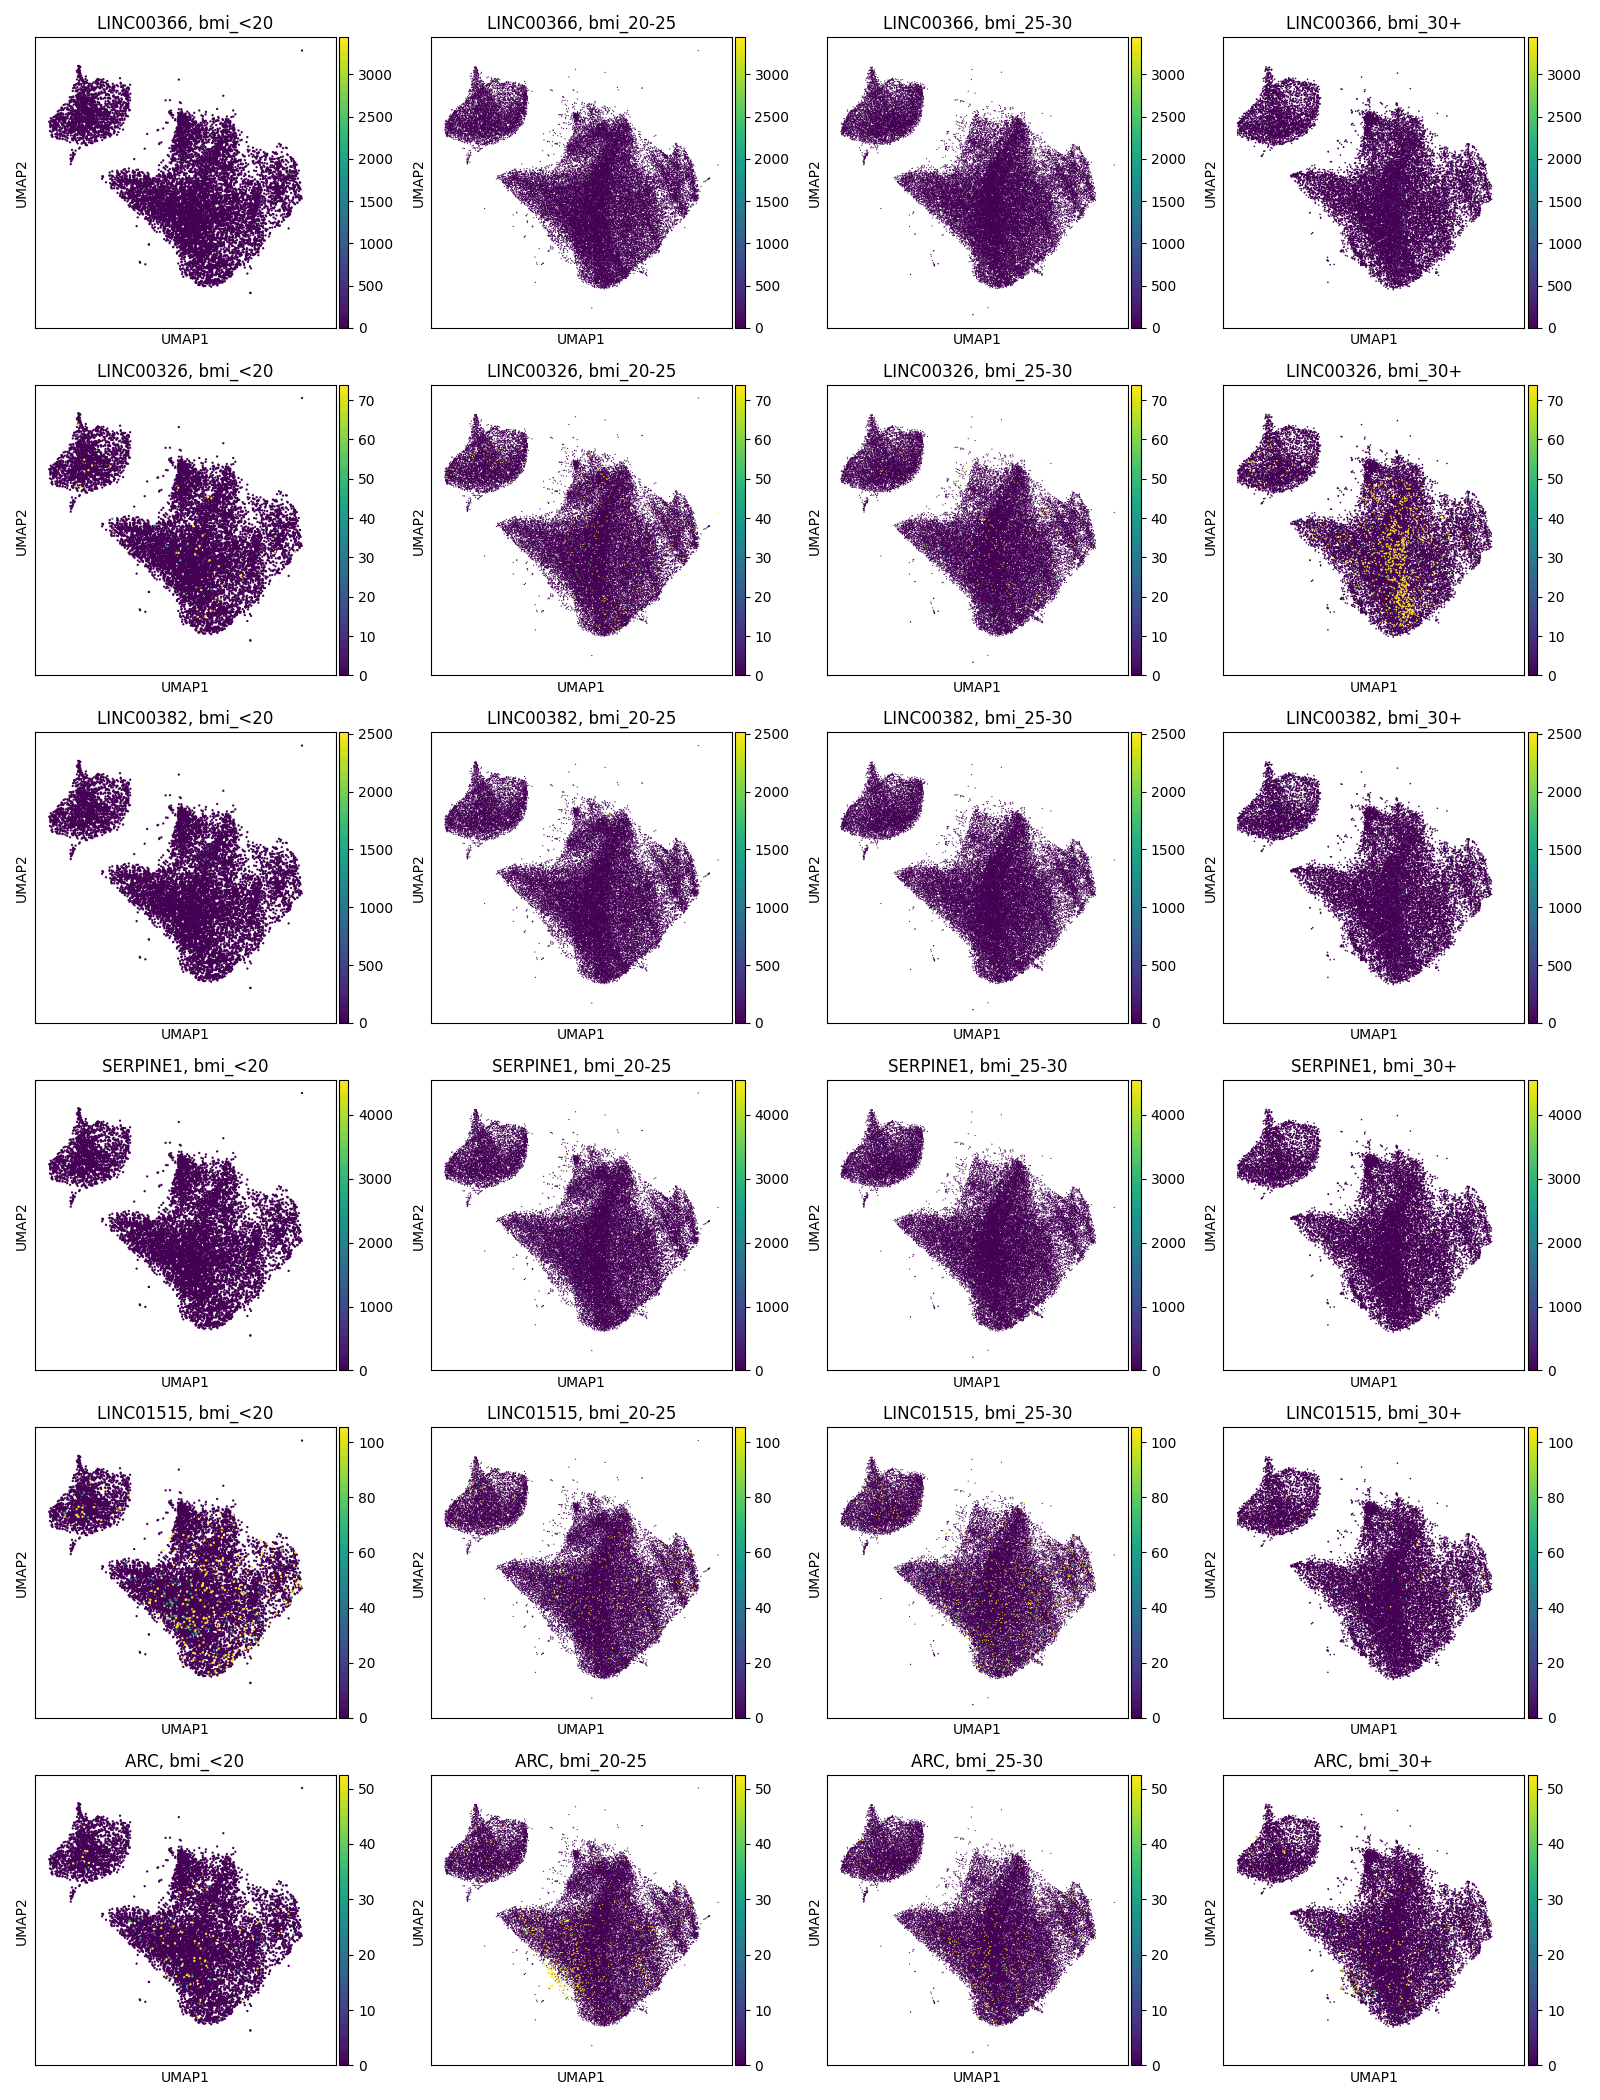 LINC00366, bmi_<20
LINC00366, bmi_20-25
LINC00366, bmi_25-30
LINC00366, bmi_30+
UMAP2
3000
2500
2000
1500
1000
500
0
UMAP1
UMAP2
3000
2500
2000
1500
1000
500
0
UMAP1
UMAP2
3000
2500
2000
1500
1000
500
0
UMAP1
UMAP2
3000
2500
2000
1500
1000
500
0
UMAP1
LINC00326, bmi_<20
LINC00326, bmi_20-25
LINC00326, bmi_25-30
LINC00326, bmi_30+
UMAP2
70
60
50
40
30
20
10
0
UMAP1
UMAP2
70
60
50
40
30
20
10
0
UMAP1
UMAP2
70
60
50
40
30
20
10
0
UMAP1
UMAP2
70
60
50
40
30
20
10
0
UMAP1
LINC00382, bmi_<20
LINC00382, bmi_20-25
LINC00382, bmi_25-30
LINC00382, bmi_30+
UMAP2
2500
2000
1500
1000
500
0
UMAP1
UMAP2
2500
2000
1500
1000
500
0
UMAP1
UMAP2
2500
2000
1500
1000
500
0
UMAP1
UMAP2
2500
2000
1500
1000
500
0
UMAP1
SERPINE1, bmi_<20
SERPINE1, bmi_20-25
SERPINE1, bmi_25-30
SERPINE1, bmi_30+
UMAP2
4000
3000
2000
1000
0
UMAP1
UMAP2
4000
3000
2000
1000
0
UMAP1
UMAP2
4000
3000
2000
1000
0
UMAP1
UMAP2
4000
3000
2000
1000
0
UMAP1
LINC01515, bmi_<20
LINC01515, bmi_20-25
LINC01515, bmi_25-30
LINC01515, bmi_30+
UMAP2
100
80
60
40
20
0
UMAP1
UMAP2
100
80
60
40
20
0
UMAP1
UMAP2
100
80
60
40
20
0
UMAP1
UMAP2
100
80
60
40
20
0
UMAP1
ARC, bmi_<20
ARC, bmi_20-25
ARC, bmi_25-30
ARC, bmi_30+
UMAP2
50
40
30
20
10
0
UMAP1
UMAP2
50
40
30
20
10
0
UMAP1
UMAP2
50
40
30
20
10
0
UMAP1
UMAP2
50
40
30
20
10
0
UMAP1